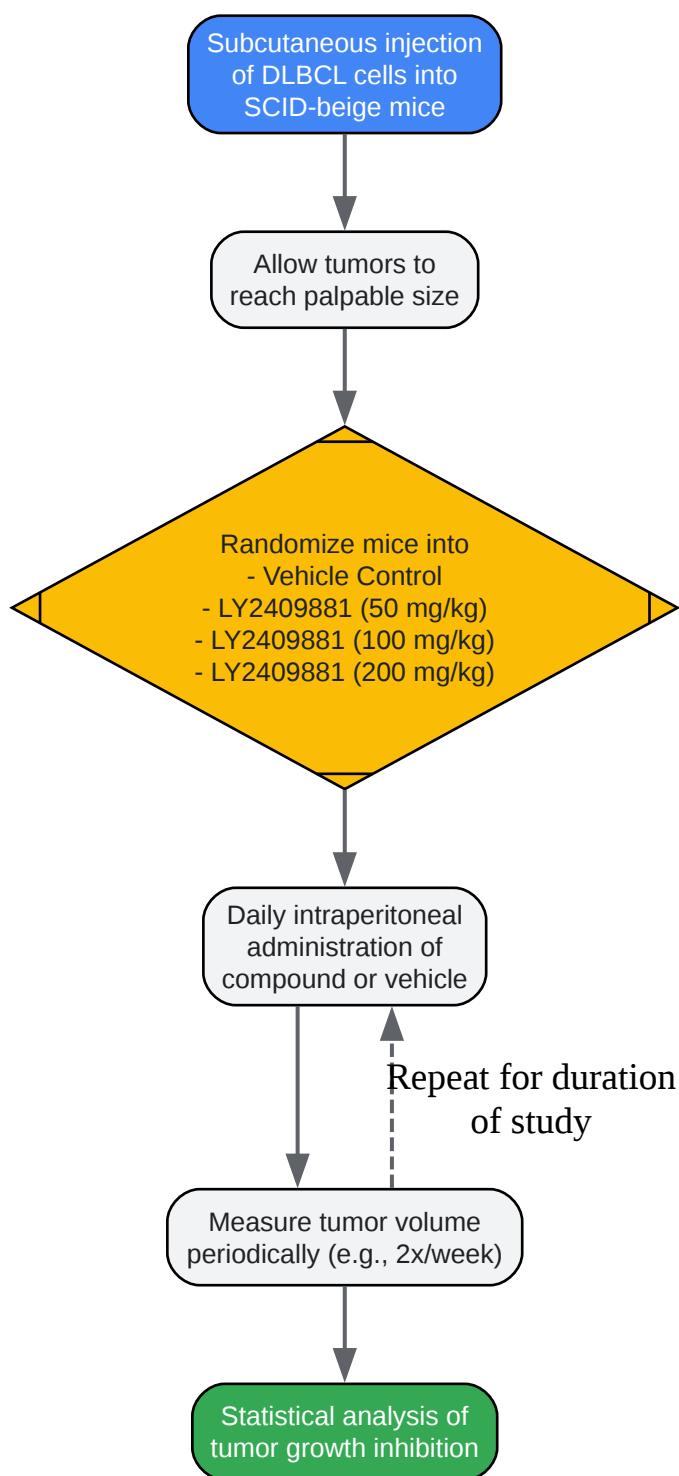 Subcutaneous injection
of DLBCL cells into
SCID-beige mice
Allow tumors to
reach palpable size
Randomize mice into
- Vehicle Control
- LY2409881 (50 mg/kg)
- LY2409881 (100 mg/kg)
- LY2409881 (200 mg/kg)
Daily intraperitoneal
administration of
compound or vehicle
Repeat for duration
of study
Measure tumor volume
periodically (e.g., 2x/week)
Statistical analysis of
tumor growth inhibition